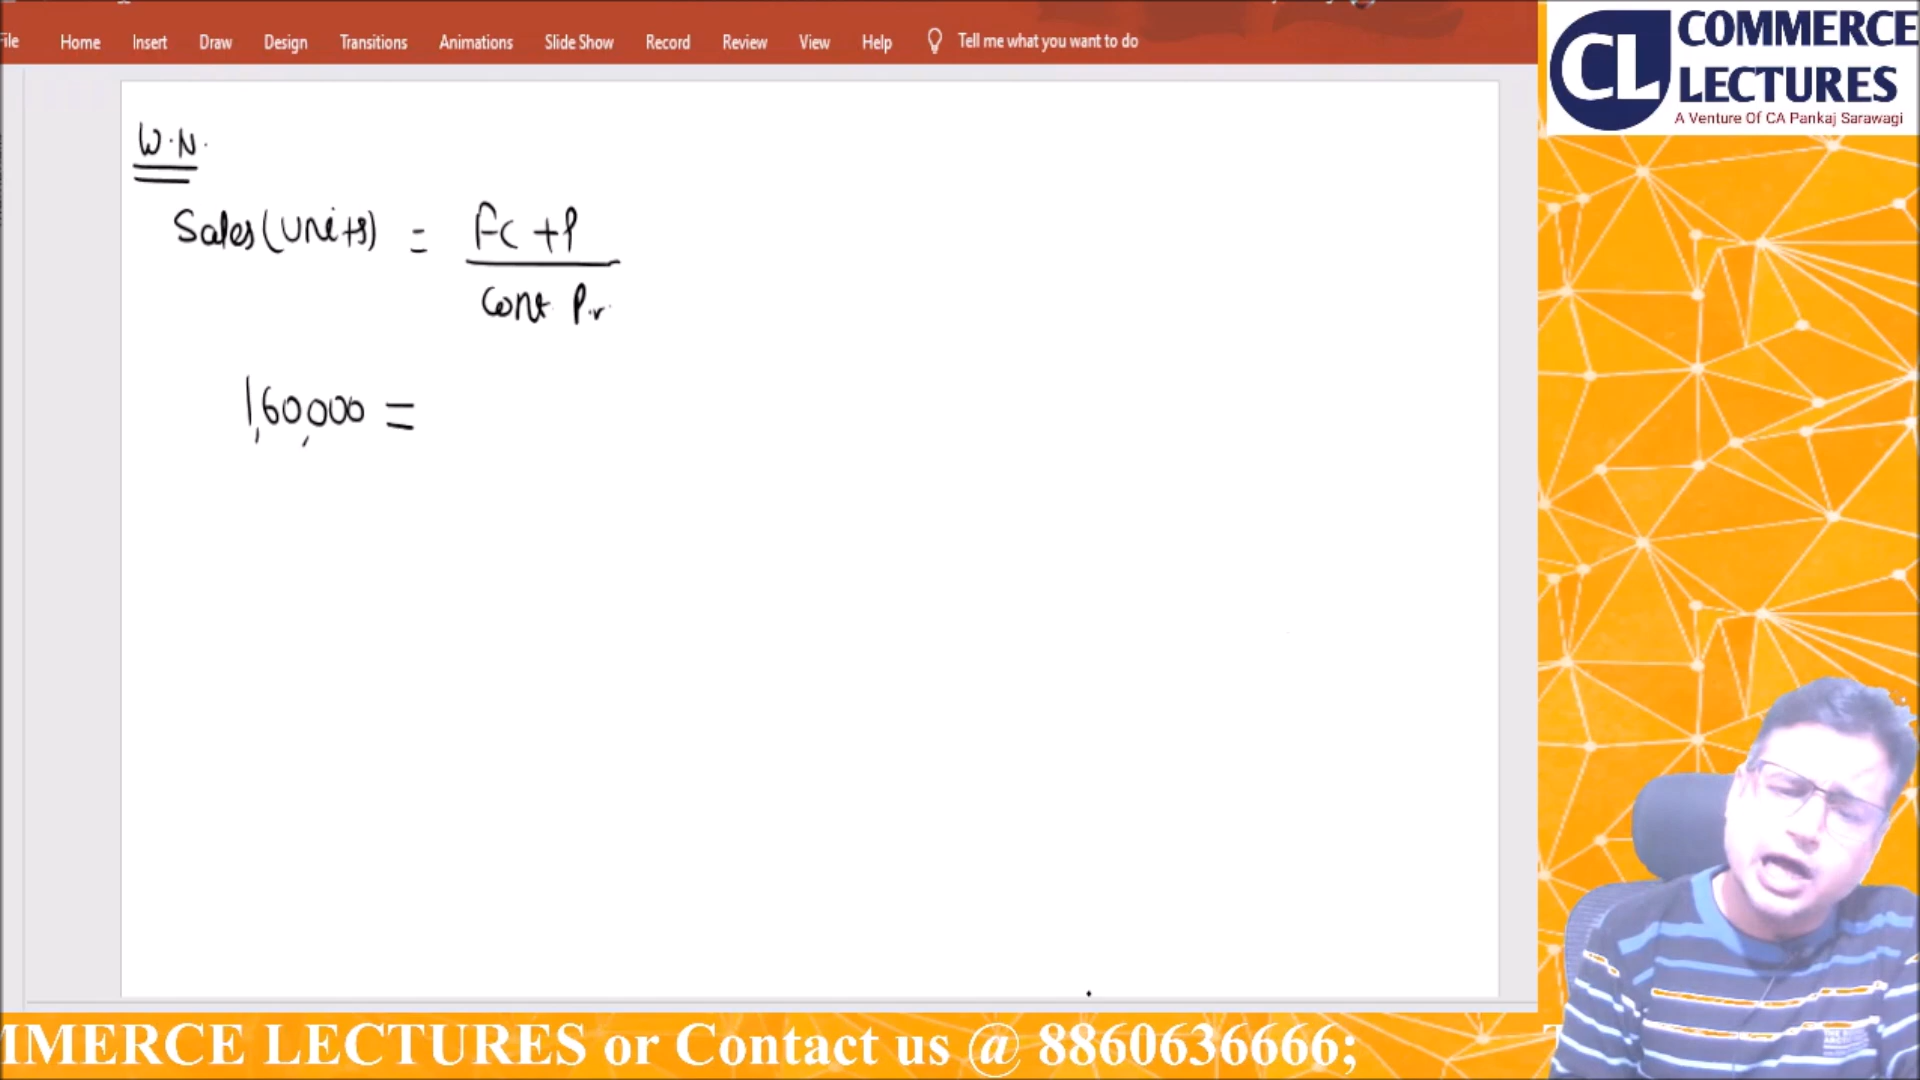 File Home Insert Draw Design Transitions Animations Slide Show Record Review View Help Tell me what you want to do
CL COMMERCE
LECTURES
A Venture Of CA Pankaj Sarawagi
W.N.
Sales (units) = FC + P
Cont P.v.
1,60,000 =
MMERCE LECTURES or Contact us @ 8860636666;